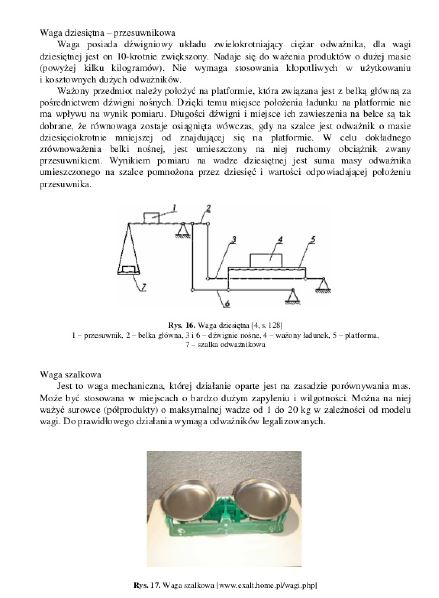 Waga dziesiętna – przesuwnikowa
Waga posiada dźwigniowy układu zwielokrotniający ciężar odważnika, dla wagi
dziesiętnej jest on 10-krotnie zwiększony. Nadaje się do ważenia produktów o dużej masie
(powyżej kilku kilogramów). Nie wymaga stosowania kłopotliwych w użytkowaniu
i kosztownych dużych odważników.
Ważony przedmiot należy położyć na platformie, która związana jest z belką główną za
pośrednictwem dźwigni nośnych. Dzięki temu miejsce położenia ładunku na platformie nie
ma wpływu na wynik pomiaru. Długości dźwigni i miejsce ich zawieszenia na belce są tak
dobrane, że równowaga zostaje osiągnięta wówczas, gdy na szalce jest odważnik o masie
dziesięciokrotnie mniejszej od znajdującej się na platformie. W celu dokładnego
zrównoważenia belki nośnej, jest umieszczony na niej ruchomy obciążnik zwany
przesuwnikiem. Wynikiem pomiaru na wadze dziesiętnej jest suma masy odważnika
umieszczonego na szalce pomnożona przez dziesięć i wartości odpowiadającej położeniu
przesuwnika.
1 2
3 4 5
7
6
Rys. 16. Waga dziesiętna [4, s. 128]
1 – przesuwnik, 2 – belka główna, 3 i 6 – dźwignie nośne, 4 – ważony ładunek, 5 – platforma,
7 – szalka odważnikowa
Waga szalkowa
Jest to waga mechaniczna, której działanie oparte jest na zasadzie porównywania mas.
Może być stosowana w miejscach o bardzo dużym zapyleniu i wilgotności. Można na niej
ważyć surowce (półprodukty) o maksymalnej wadze od 1 do 20 kg w zależności od modelu
wagi. Do prawidłowego działania wymaga odważników legalizowanych.
Rys. 17. Waga szalkowa [www.exalt.home.pl/wagi.php]